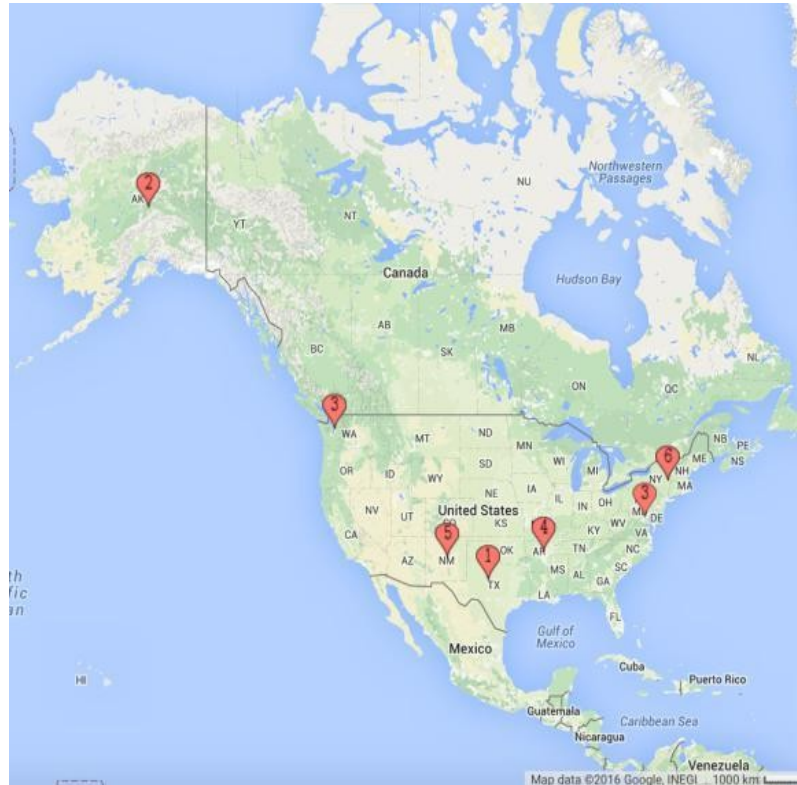 Northwestern
Passages
NU
2
AK
YT
NT
Canada
Hudson Bay
AB
MB
BC
SK
NL
ON
QC
3
WA
MT
ND
MN
NB
PE
ME
NS
6
OR
ID
SD
WI
MI
NY
NH
MA
WY
NE
IA
IL
IN
OH
3
DE
NV
UT
United States
KS
KY
WV
VA
CA
5
4
1
AZ
NM
OK
AR
TN
NC
MS
AL
SC
GA
TX
LA
FL
Gulf of
Mexico
Mexico
HI
Cuba
Puerto Rico
Guatemala
Caribbean Sea
Nicaragua
Venezuela
Map data ©2016 Google, INEGI
1000 km